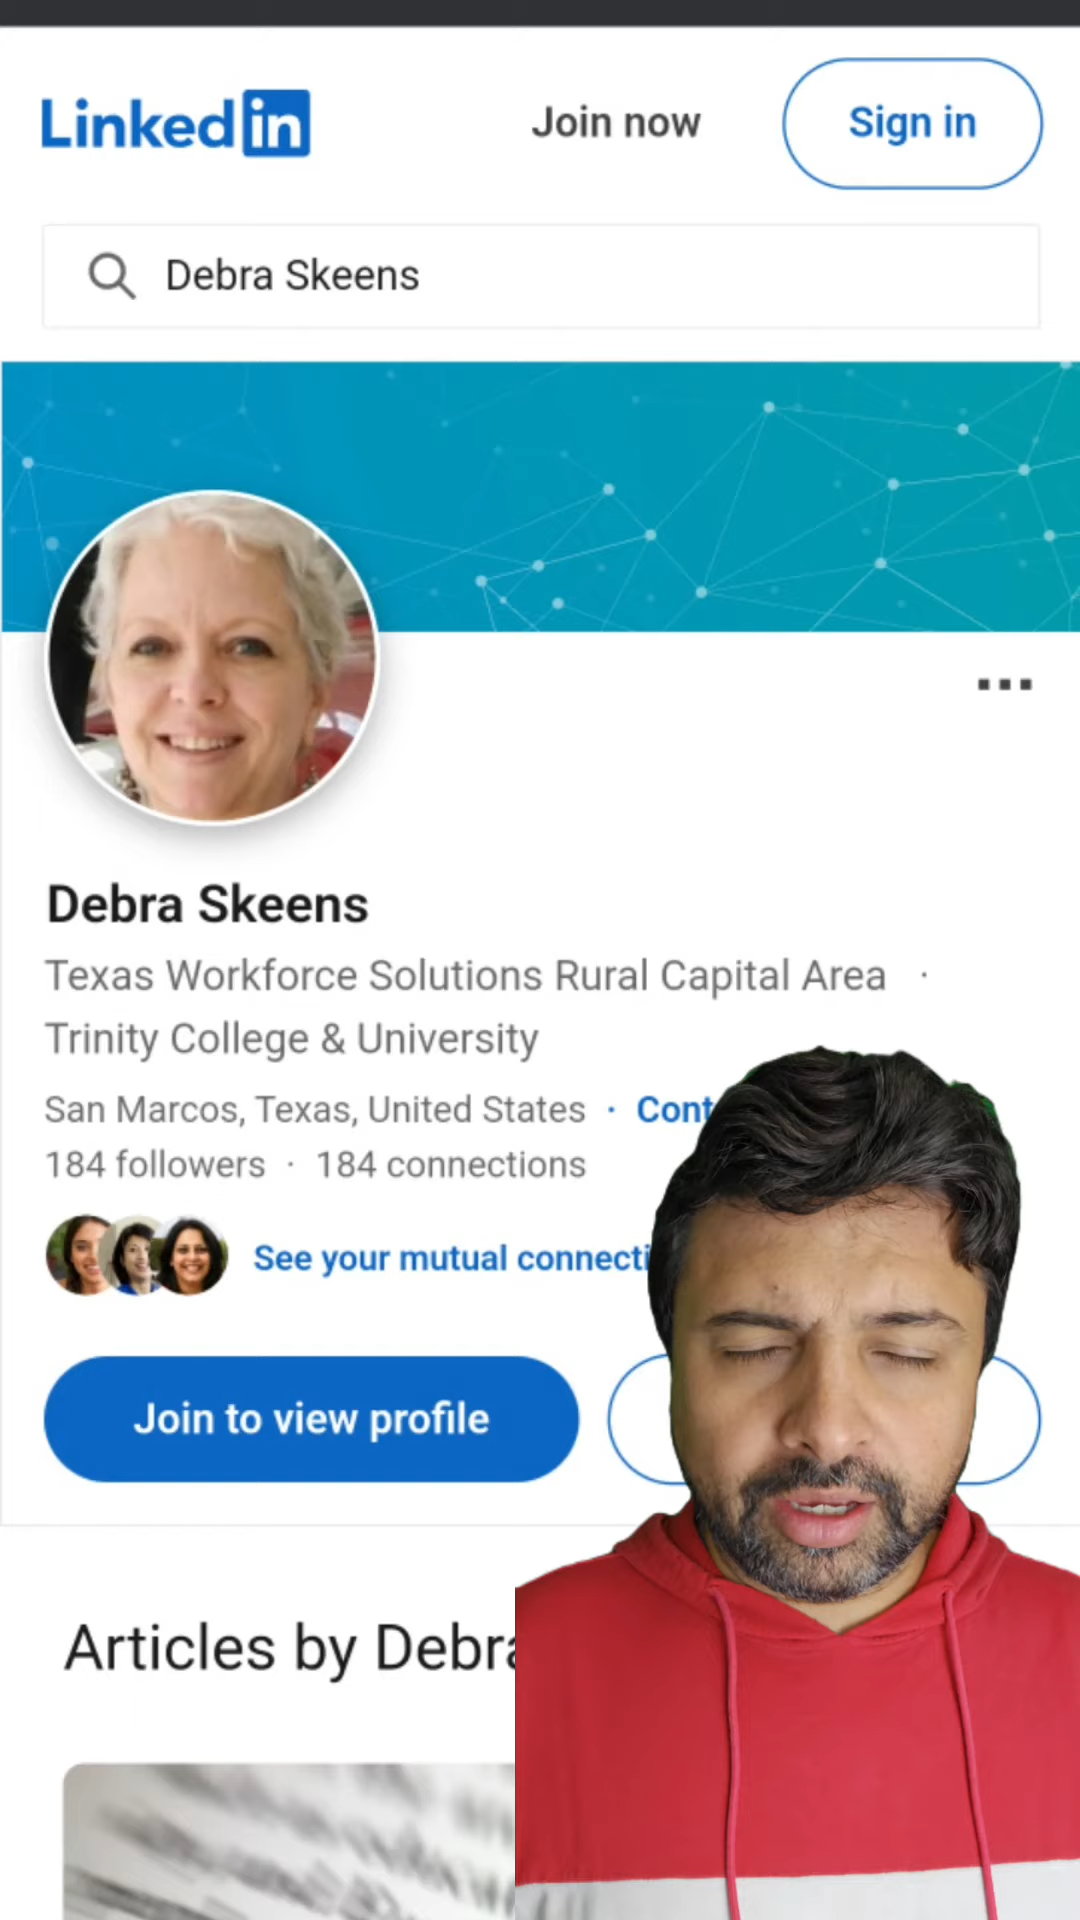 Linkedin
Join now
Sign in
Debra Skeens
Debra Skeens
Texas Workforce Solutions Rural Capital Area ·
Trinity College & University
San Marcos, Texas, United States · Cont
184 followers · 184 connections
See your mutual connecti
Join to view profile
Articles by Debra